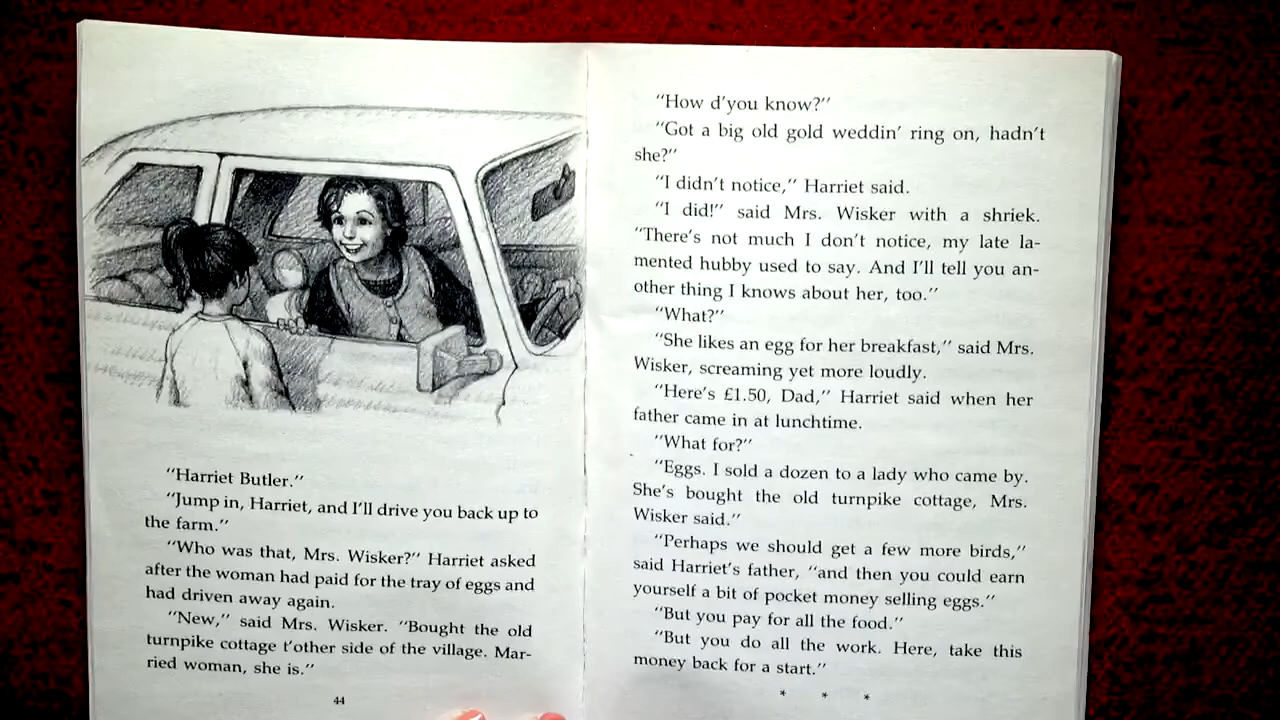 "Harriet Butler."
"Jump in, Harriet, and I'll drive you back up to
the farm."
"Who was that, Mrs. Wisker?" Harriet asked
after the woman had paid for the tray of eggs and
had driven away again.
"New," said Mrs. Wisker. "Bought the old
turnpike cottage t'other side of the village. Mar-
ried woman, she is."
44
"How d'you know?"
"Got a big old gold weddin' ring on, hadn't
she?"
"I didn't notice," Harriet said.
"I did!" said Mrs. Wisker with a shriek.
"There's not much I don't notice, my late la-
mented hubby used to say. And I'll tell you an-
other thing I knows about her, too."
"What?"
"She likes an egg for her breakfast," said Mrs.
Wisker, screaming yet more loudly.
"Here's £1.50, Dad," Harriet said when her
father came in at lunchtime.
"What for?"
"Eggs. I sold a dozen to a lady who came by.
She's bought the old turnpike cottage, Mrs.
Wisker said."
"Perhaps we should get a few more birds,"
said Harriet's father, "and then you could earn
yourself a bit of pocket money selling eggs."
"But you pay for all the food."
"But you do all the work. Here, take this
money back for a start."
* * *